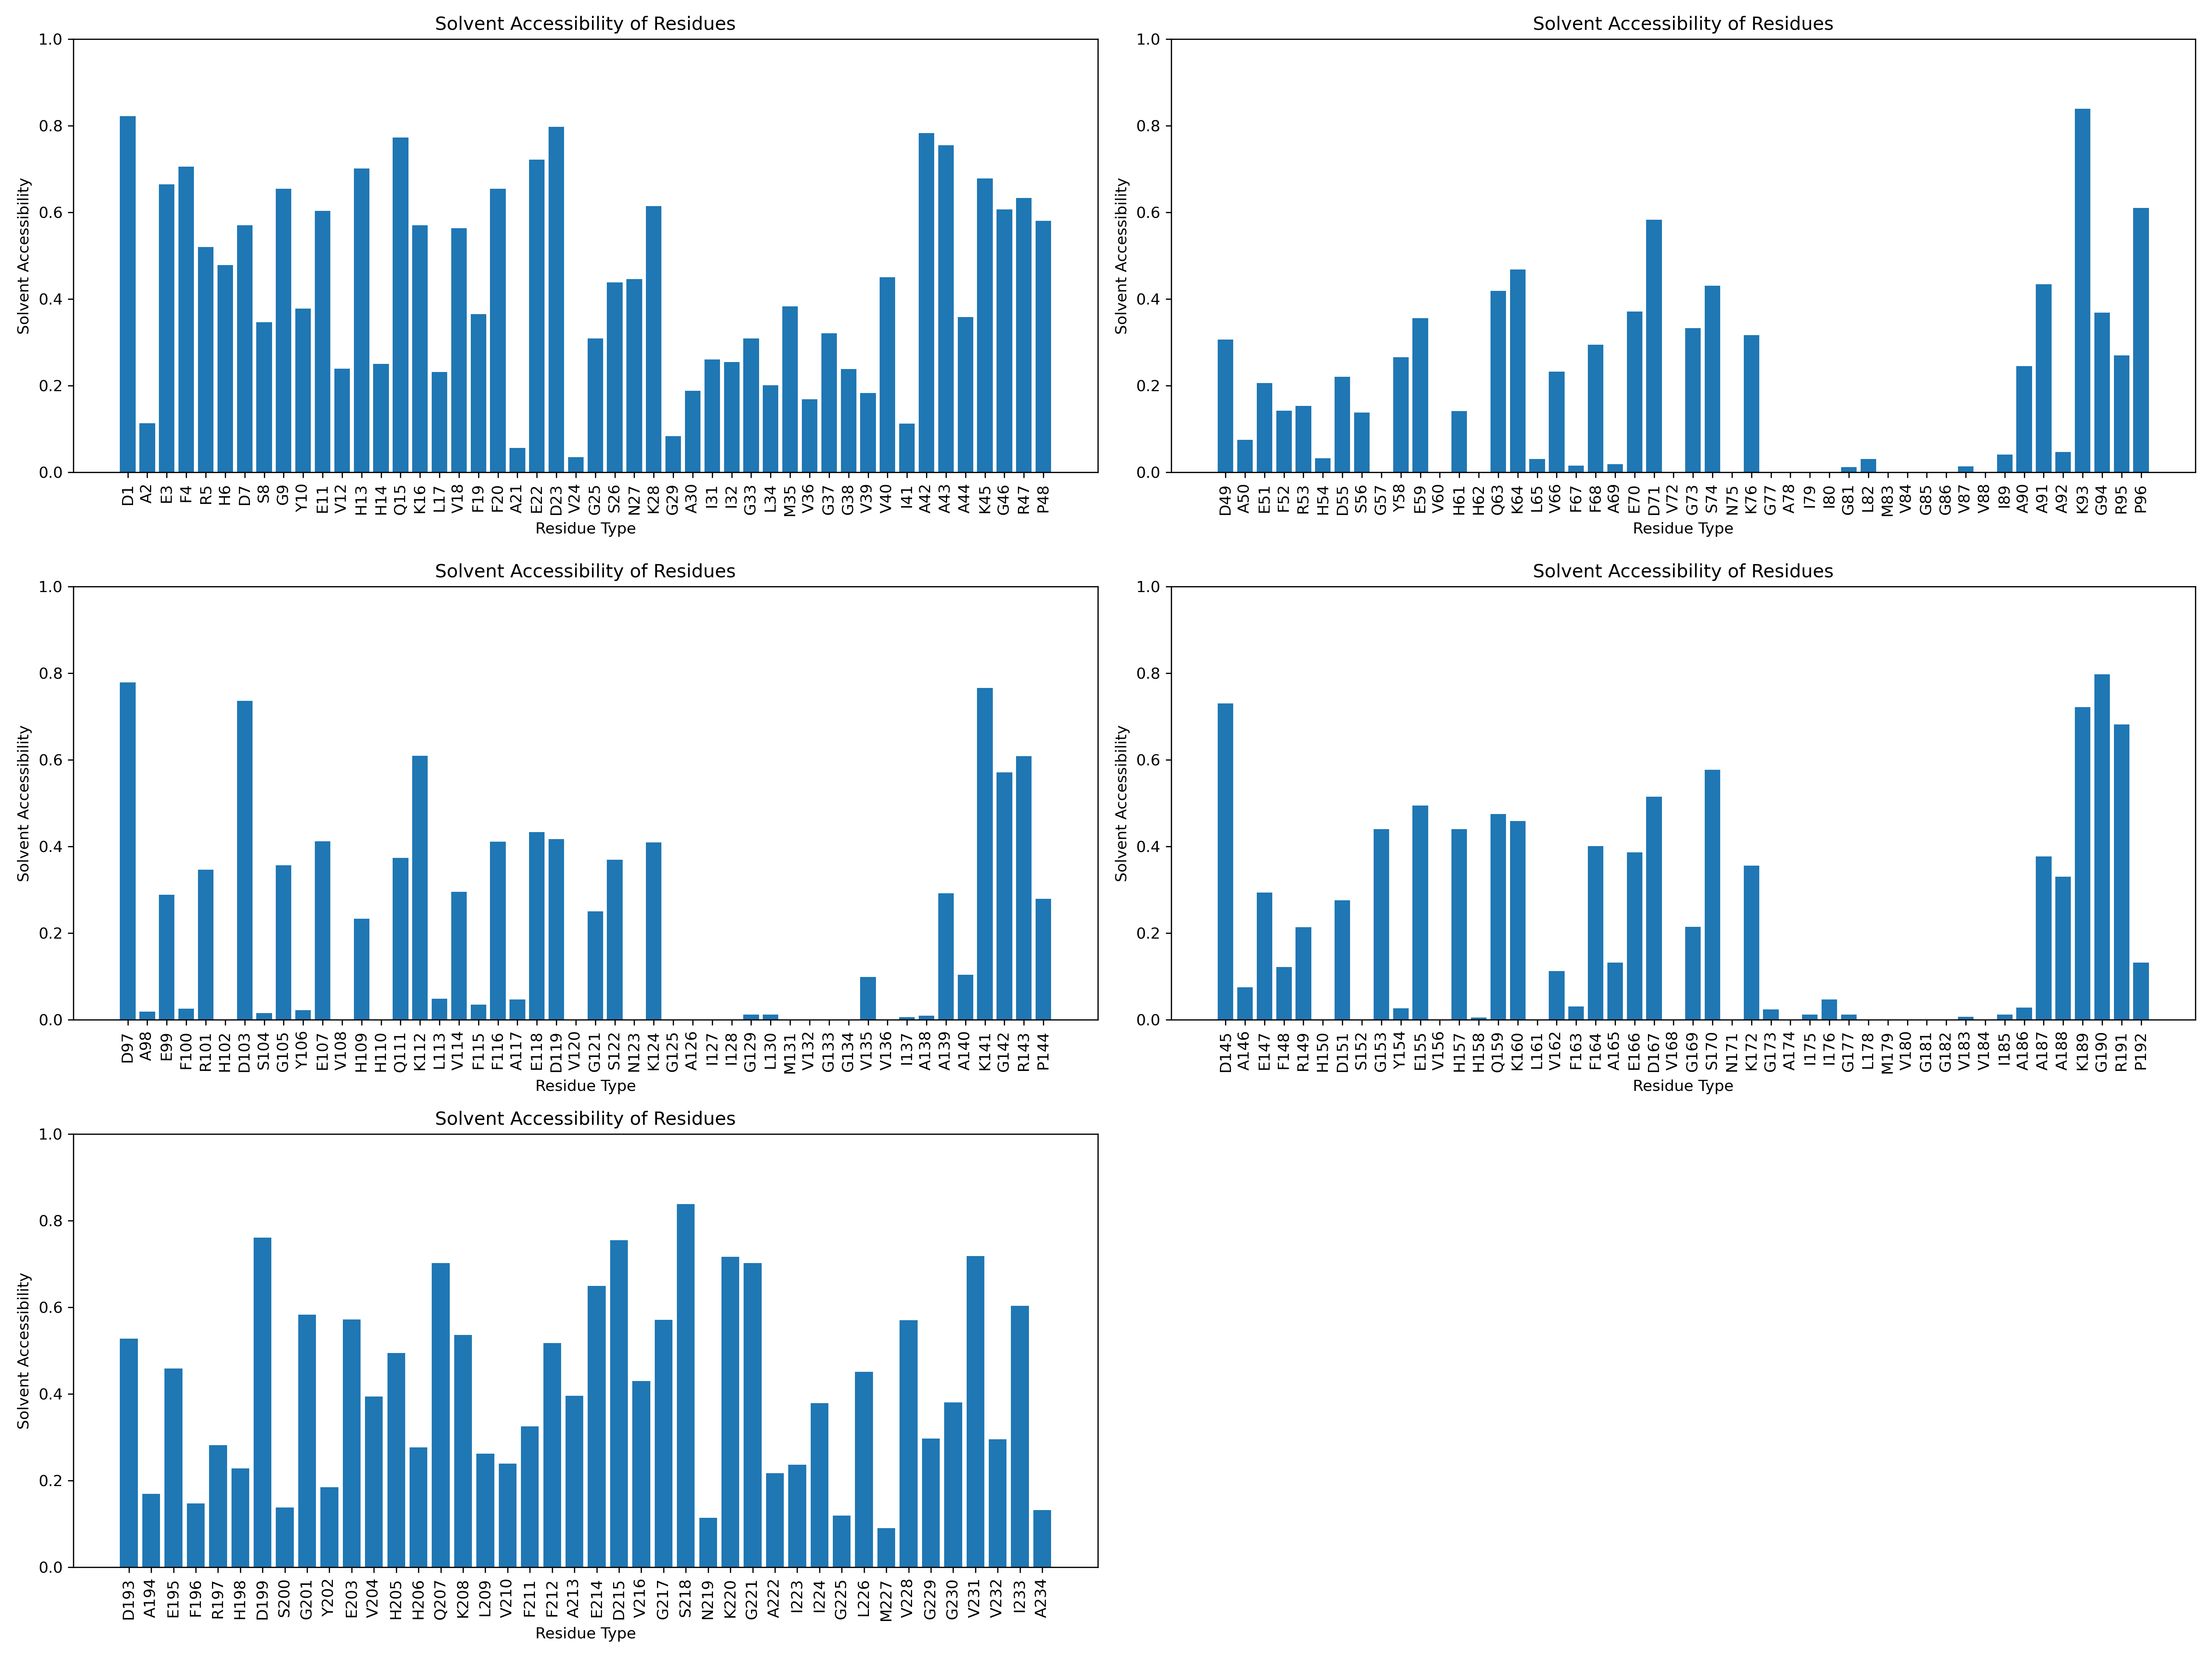 Solvent Accessibility of Residues
1.0
0.8
0.6
0.4
0.2
0.0
Solvent Accessibility
D1 A2 E3 F4 R5 H6 D7 S8 G9 Y10 E11 V12 H13 H14 Q15 K16 L17 V18 F19 F20 A21 E22 D23 V24 G25 S26 N27 K28 G29 A30 I31 I32 G33 L34 M35 V36 G37 G38 V39 V40 I41 A42 A43 A44 K45 G46 R47 P48
Residue Type
Solvent Accessibility of Residues
1.0
0.8
0.6
0.4
0.2
0.0
Solvent Accessibility
D49 A50 E51 F52 R53 H54 D55 S56 G57 Y58 E59 V60 H61 H62 Q63 K64 L65 V66 F67 F68 A69 E70 D71 V72 G73 S74 N75 K76 G77 A78 I79 I80 G81 L82 M83 V84 G85 G86 V87 V88 I89 A90 A91 A92 K93 G94 R95 P96
Residue Type
Solvent Accessibility of Residues
1.0
0.8
0.6
0.4
0.2
0.0
Solvent Accessibility
D97 A98 E99 F100 R101 H102 D103 S104 G105 Y106 E107 V108 H109 H110 Q111 K112 L113 V114 F115 F116 A117 E118 D119 V120 G121 S122 N123 K124 G125 A126 I127 I128 G129 L130 M131 V132 G133 G134 V135 V136 I137 A138 A139 A140 K141 G142 R143 P144
Residue Type
Solvent Accessibility of Residues
1.0
0.8
0.6
0.4
0.2
0.0
Solvent Accessibility
D145 A146 E147 F148 R149 H150 D151 S152 G153 Y154 E155 V156 H157 H158 Q159 K160 L161 V162 F163 F164 A165 E166 D167 V168 G169 S170 N171 K172 G173 A174 I175 I176 G177 L178 M179 V180 G181 G182 V183 V184 I185 A186 A187 A188 K189 G190 R191 P192
Residue Type
Solvent Accessibility of Residues
1.0
0.8
0.6
0.4
0.2
0.0
Solvent Accessibility
D193 A194 E195 F196 R197 H198 D199 S200 G201 Y202 E203 V204 H205 H206 Q207 K208 L209 V210 F211 F212 A213 E214 D215 V216 G217 S218 N219 K220 G221 A222 I223 I224 G225 L226 M227 V228 G229 G230 V231 V232 I233 A234
Residue Type